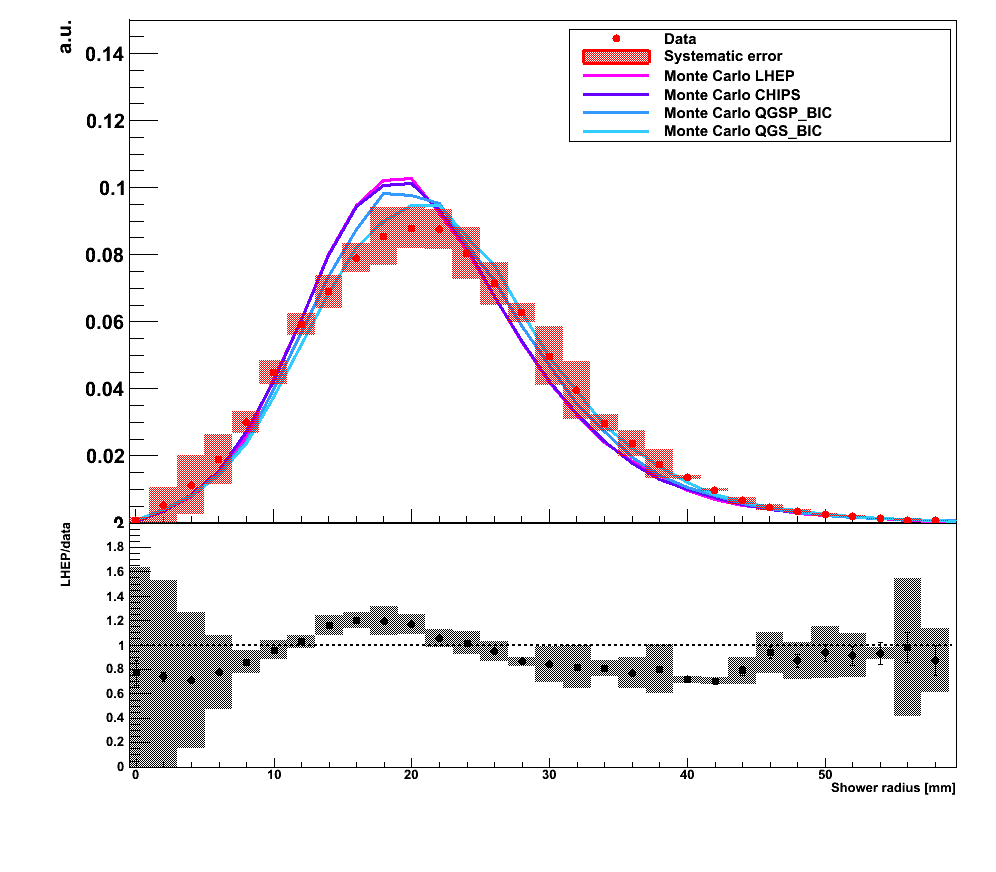 a.u.
Data
Systematic error
Monte Carlo LHEP
Monte Carlo CHIPS
Monte Carlo QGSP_BIC
Monte Carlo QGS_BIC
0.14
0.12
0.1
0.08
0.06
0.04
0.02
LHEP/data
1.8
1.6
1.4
1.2
1
0.8
0.6
0.4
0.2
0
0 10 20 30 40 50
Shower radius [mm]